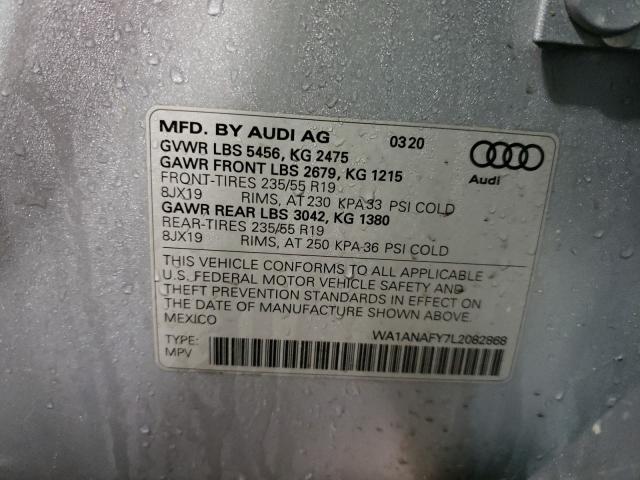 MFD. BY AUDI AG 0320
GVWR LBS 5456, KG 2475
GAWR FRONT LBS 2679, KG 1215
FRONT-TIRES 235/55 R19
8JX19 RIMS, AT 230 KPA 33 PSI COLD
GAWR REAR LBS 3042, KG 1380
REAR-TIRES 235/55 R19
8JX19 RIMS, AT 250 KPA 36 PSI COLD
Audi
THIS VEHICLE CONFORMS TO ALL APPLICABLE
U.S. FEDERAL MOTOR VEHICLE SAFETY AND
THEFT PREVENTION STANDARDS IN EFFECT ON
THE DATE OF MANUFACTURE SHOWN ABOVE.
MEXICO
WA1ANAFY7L2082868
TYPE:
MPV